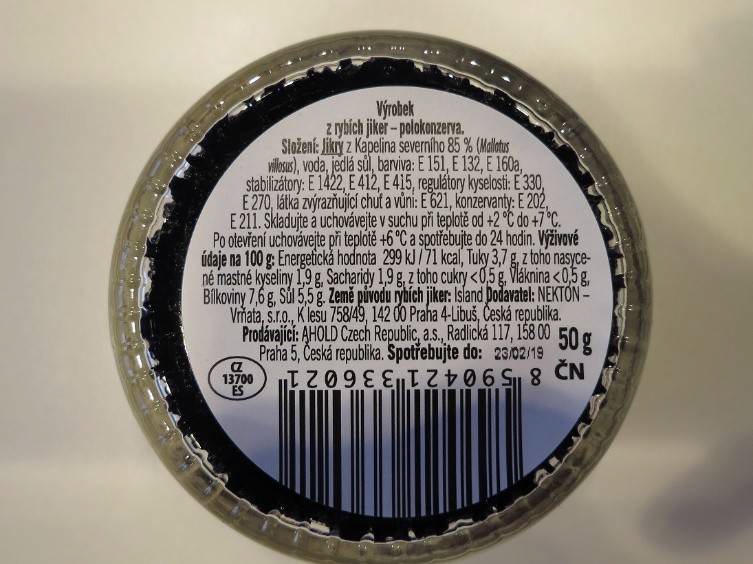 Výrobek
z rybích jiker – polokonzerva.
Složení: Jikry z Kapelina severního 85 % (Mallotus
villosus), voda, jedlá sůl, barviva: E 151, E 132, E 160a,
stabilizátory: E 1422, E 412, E 415, regulátory kyselosti: E 330,
E 270, látka zvýrazňující chuť a vůni: E 621, konzervanty: E 202,
E 211. Skladujte a uchovávejte v suchu při teplotě od +2 °C do +7 °C.
Po otevření uchovávejte při teplotě +6 °C a spotřebujte do 24 hodin. Výživové
údaje na 100 g: Energetická hodnota 299 kJ / 71 kcal, Tuky 3,7 g, z toho nasyce-
né mastné kyseliny 1,9 g, Sacharidy 1,9 g, z toho cukry < 0,5 g, Vláknina < 0,5 g,
Bílkoviny 7,6 g, Sůl 5,5 g. Země původu rybích jiker: Island Dodavatel: NEKTON –
Vrňata, s.r.o., K lesu 758/49, 142 00 Praha 4-Libuš, Česká republika.
Prodávající: AHOLD Czech Republic, a.s., Radlická 117, 158 00
Praha 5, Česká republika. Spotřebujte do: 23/02/19
50 g
ČN
CZ
13700
ES
8 590421 336021